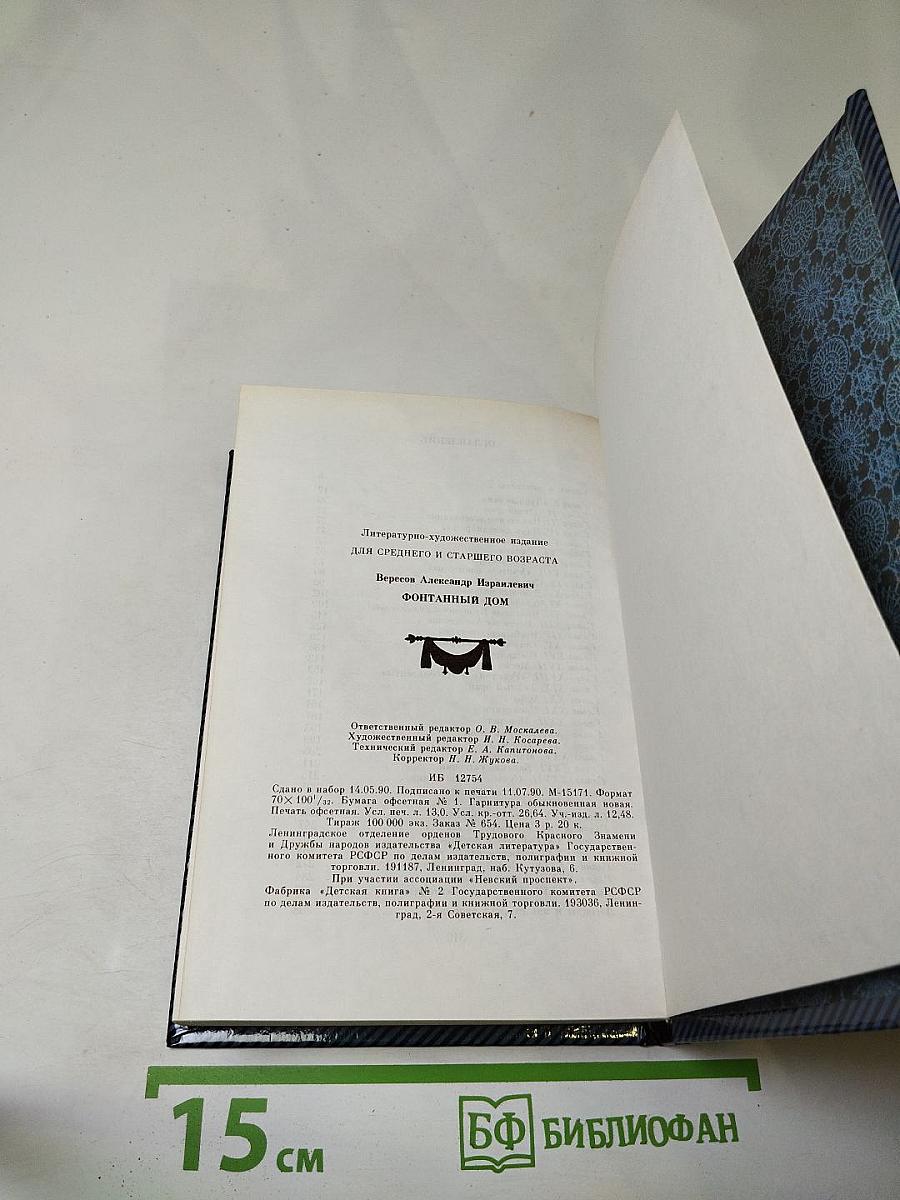 Литературно-художественное издание
ДЛЯ СРЕДНЕГО И СТАРШЕГО ВОЗРАСТА
Вересов Александр Израилевич
ФОНТАННЫЙ ДОМ
Ответственный редактор О. В. Москалева.
Художественный редактор И. Н. Косарева.
Технический редактор Е. А. Капитонова.
Корректор Н. Н. Жукова.
ИБ 12754
Сдано в набор 14.05.90. Подписано к печати 11.07.90. М-15171. Формат
70×100¹/₃₂. Бумага офсетная № 1. Гарнитура обыкновенная новая.
Печать офсетная. Усл. печ. л. 13,0. Усл. кр.-отт. 26,64. Уч.-изд. л. 12,48.
Тираж 100 000 экз. Заказ № 654. Цена 3 р. 20 к.
Ленинградское отделение орденов Трудового Красного Знамени
и Дружбы народов издательства «Детская литература» Государствен-
ного комитета РСФСР по делам издательств, полиграфии и книжной
торговли. 191187, Ленинград, наб. Кутузова, 6.
При участии ассоциации «Невский проспект».
Фабрика «Детская книга» № 2 Государственного комитета РСФСР
по делам издательств, полиграфии и книжной торговли. 193036, Ленин-
град, 2-я Советская, 7.
15 см
БФ БИБЛИОФАН